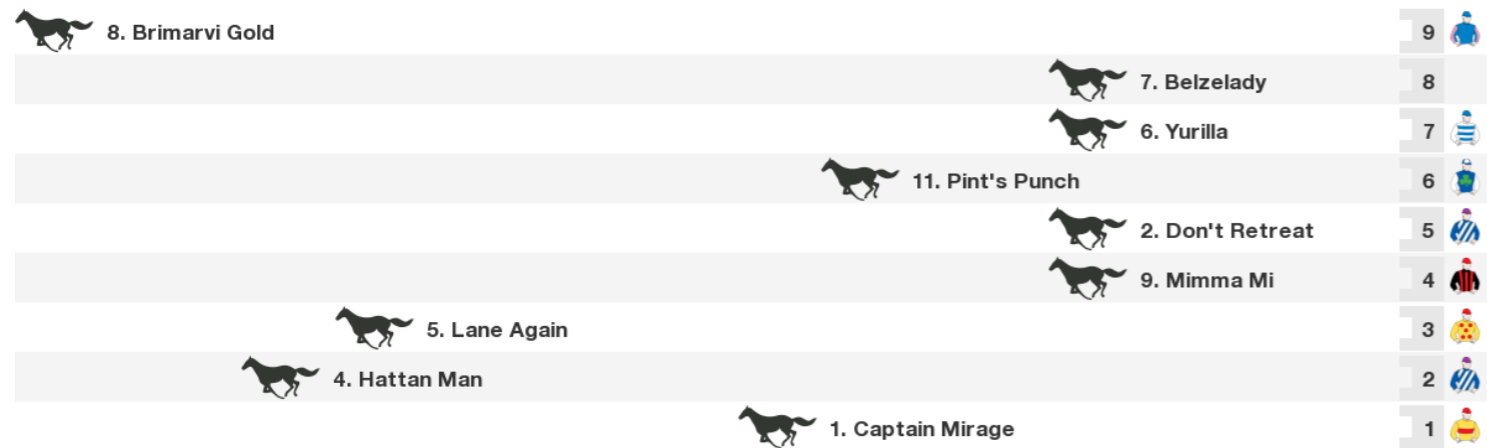 8. Brimarvi Gold 9
7. Belzelady 8
6. Yurilla 7
11. Pint's Punch 6
2. Don't Retreat 5
9. Mimma Mi 4
5. Lane Again 3
4. Hattan Man 2
1. Captain Mirage 1